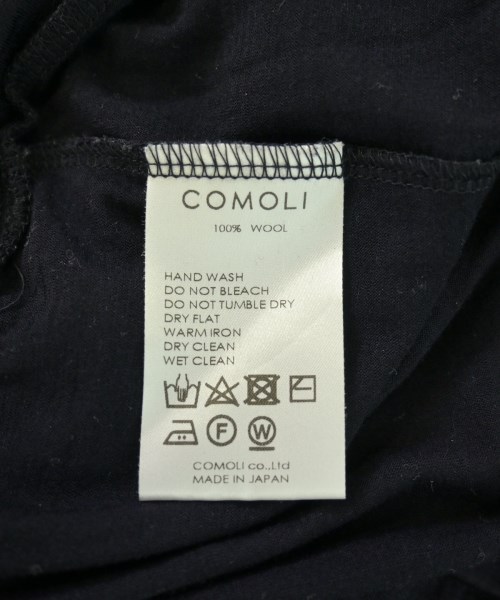 COMOLI
100% WOOL
HAND WASH
DO NOT BLEACH
DO NOT TUMBLE DRY
DRY FLAT
WARM IRON
DRY CLEAN
WET CLEAN
F W
COMOLI co.,Ltd
MADE IN JAPAN